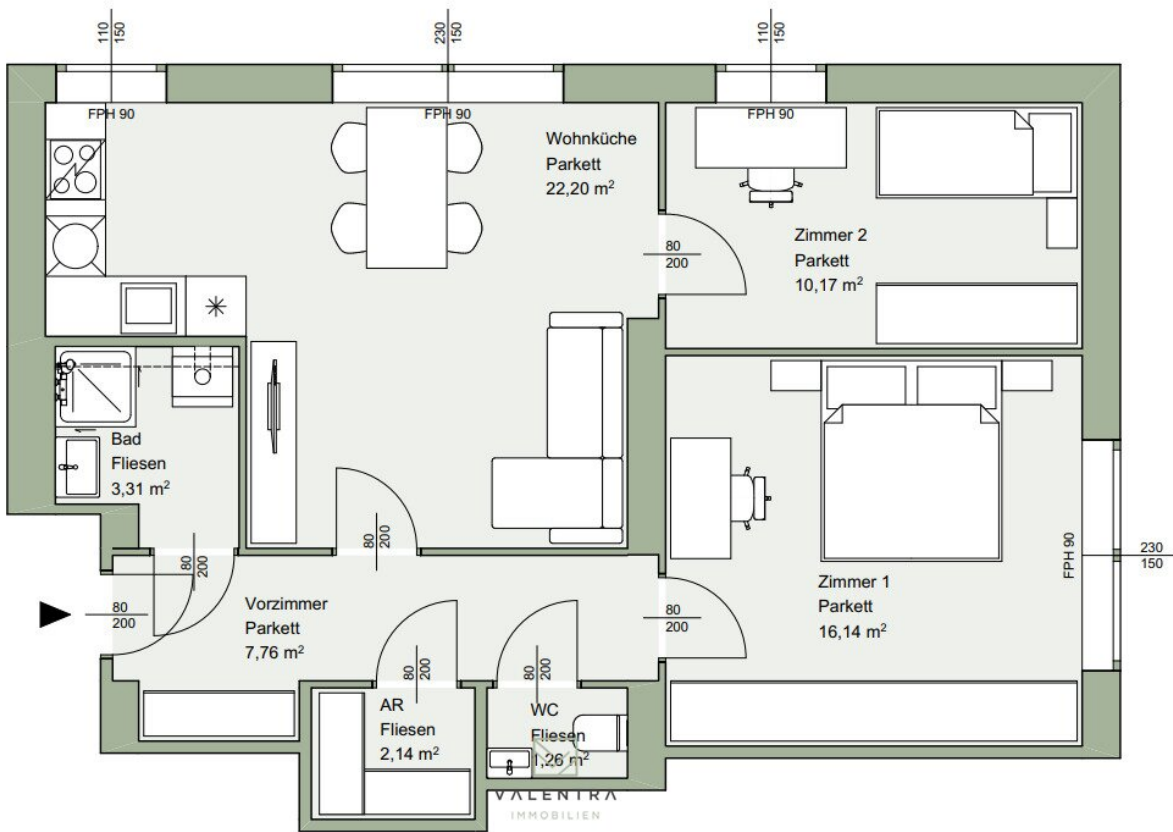 110
150
230
150
110
150
FPH 90
FPH 90
FPH 90
Wohnküche
Parkett
22,20 m²
80
200
Zimmer 2
Parkett
10,17 m²
Bad
Fliesen
3,31 m²
80
200
80
200
FPH 90
230
150
80
200
Vorzimmer
Parkett
7,76 m²
80
200
Zimmer 1
Parkett
16,14 m²
80
200
80
200
AR
Fliesen
2,14 m²
WC
Fliesen
1,26 m²
VALENTRA
IMMOBILIEN